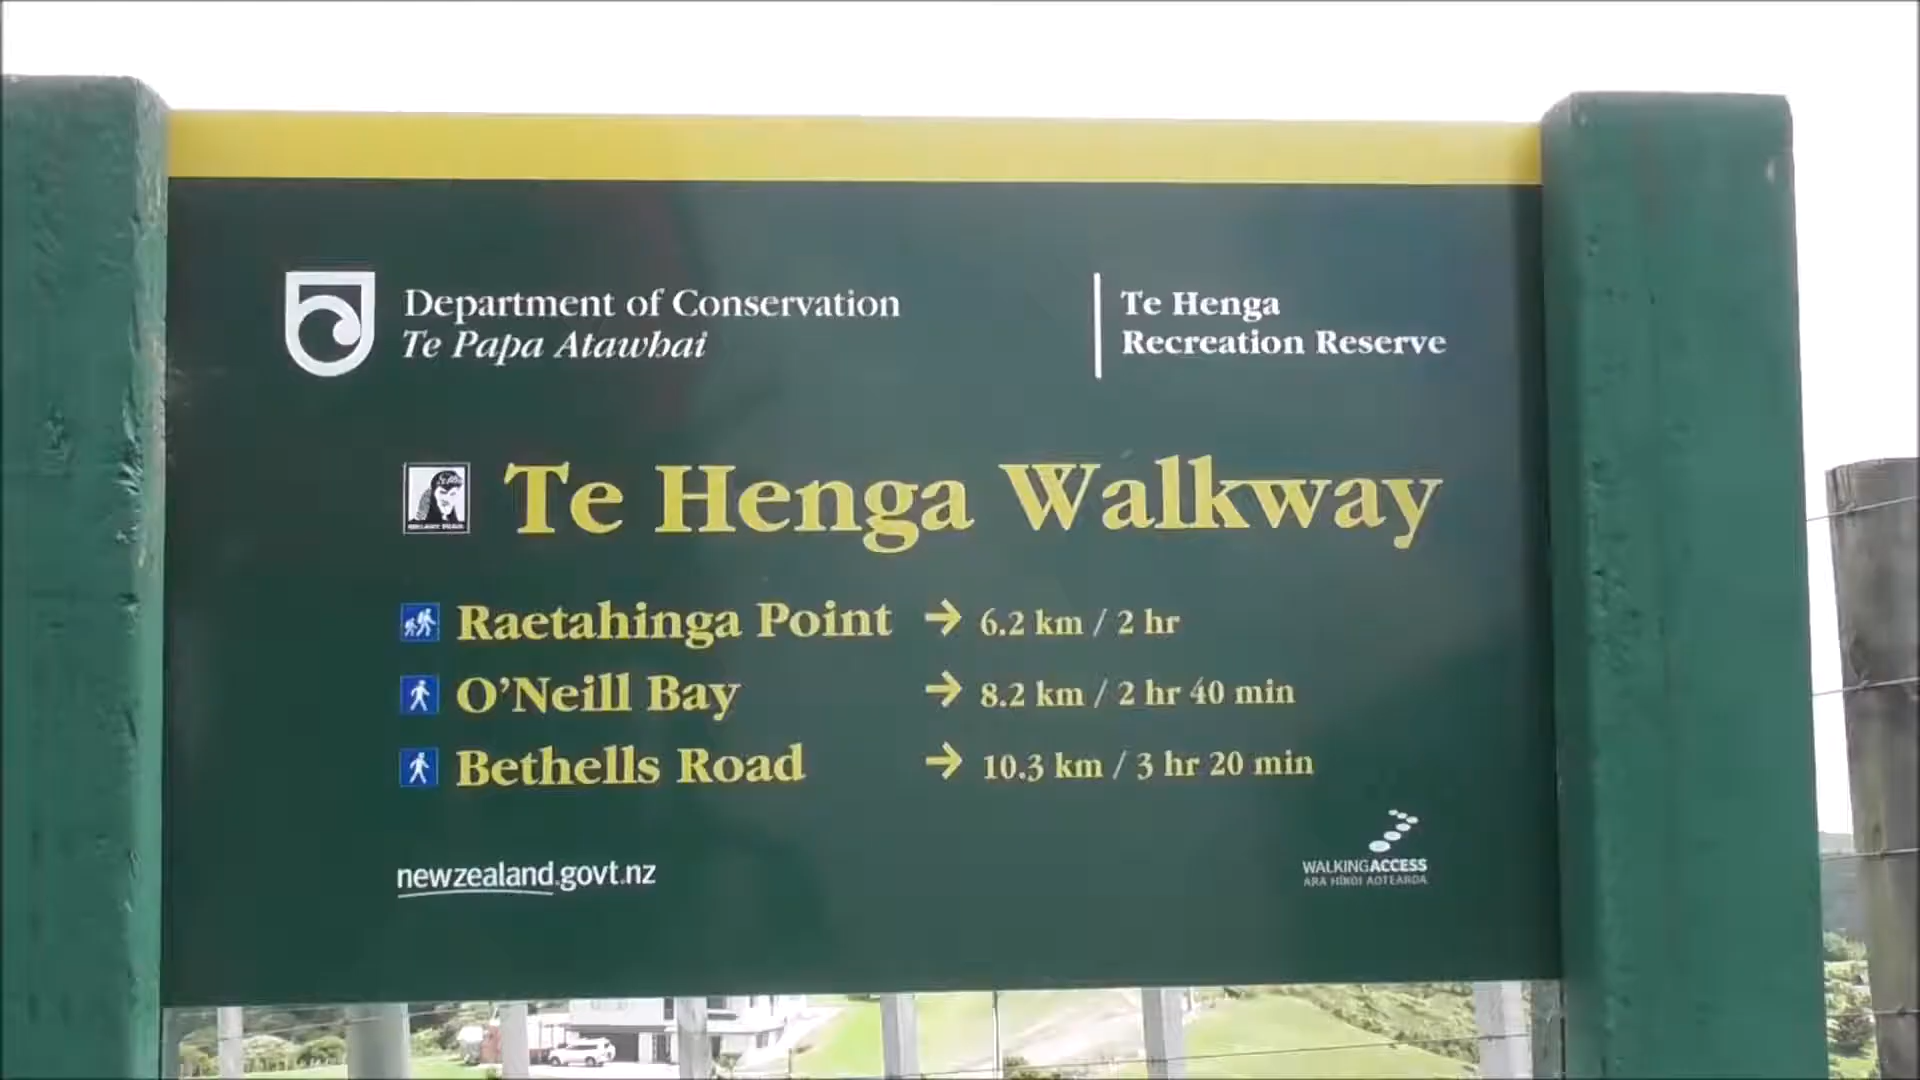 Department of Conservation
Te Papa Atawhai
Te Henga
Recreation Reserve
Te Henga Walkway
Raetahinga Point → 6.2 km / 2 hr
O'Neill Bay → 8.2 km / 2 hr 40 min
Bethells Road → 10.3 km / 3 hr 20 min
newzealand.govt.nz
WALKINGACCESS
ARA HĪKOI AOTEAROA